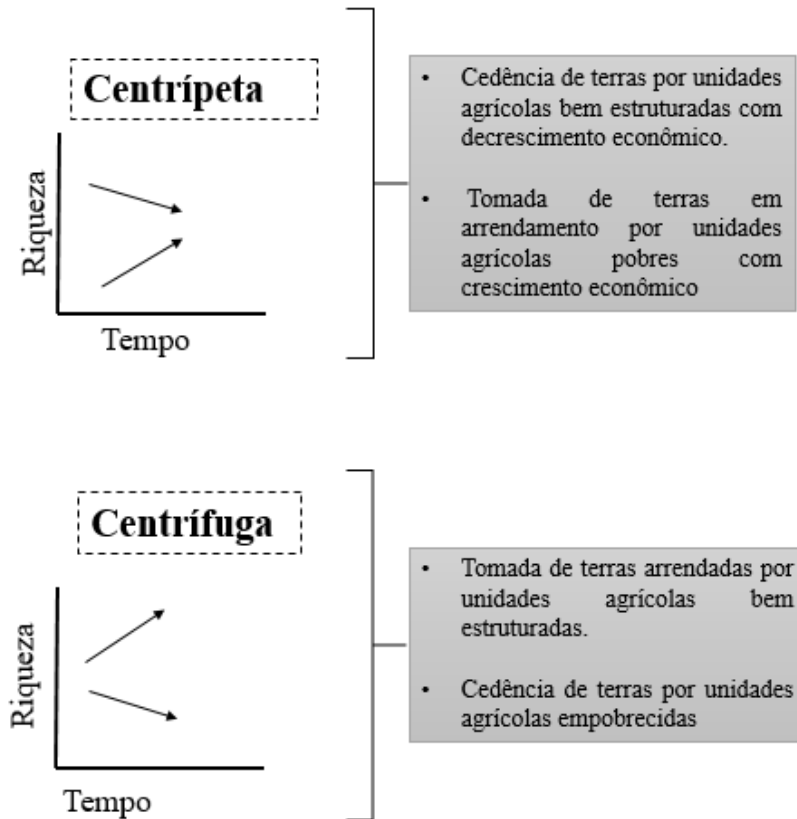 Centrípeta
Riqueza
Tempo
• Cedência de terras por unidades
agrícolas bem estruturadas com
decrescimento econômico.
• Tomada de terras em
arrendamento por unidades
agrícolas pobres com
crescimento econômico
Centrífuga
Riqueza
Tempo
• Tomada de terras arrendadas por
unidades agrícolas bem
estruturadas.
• Cedência de terras por unidades
agrícolas empobrecidas